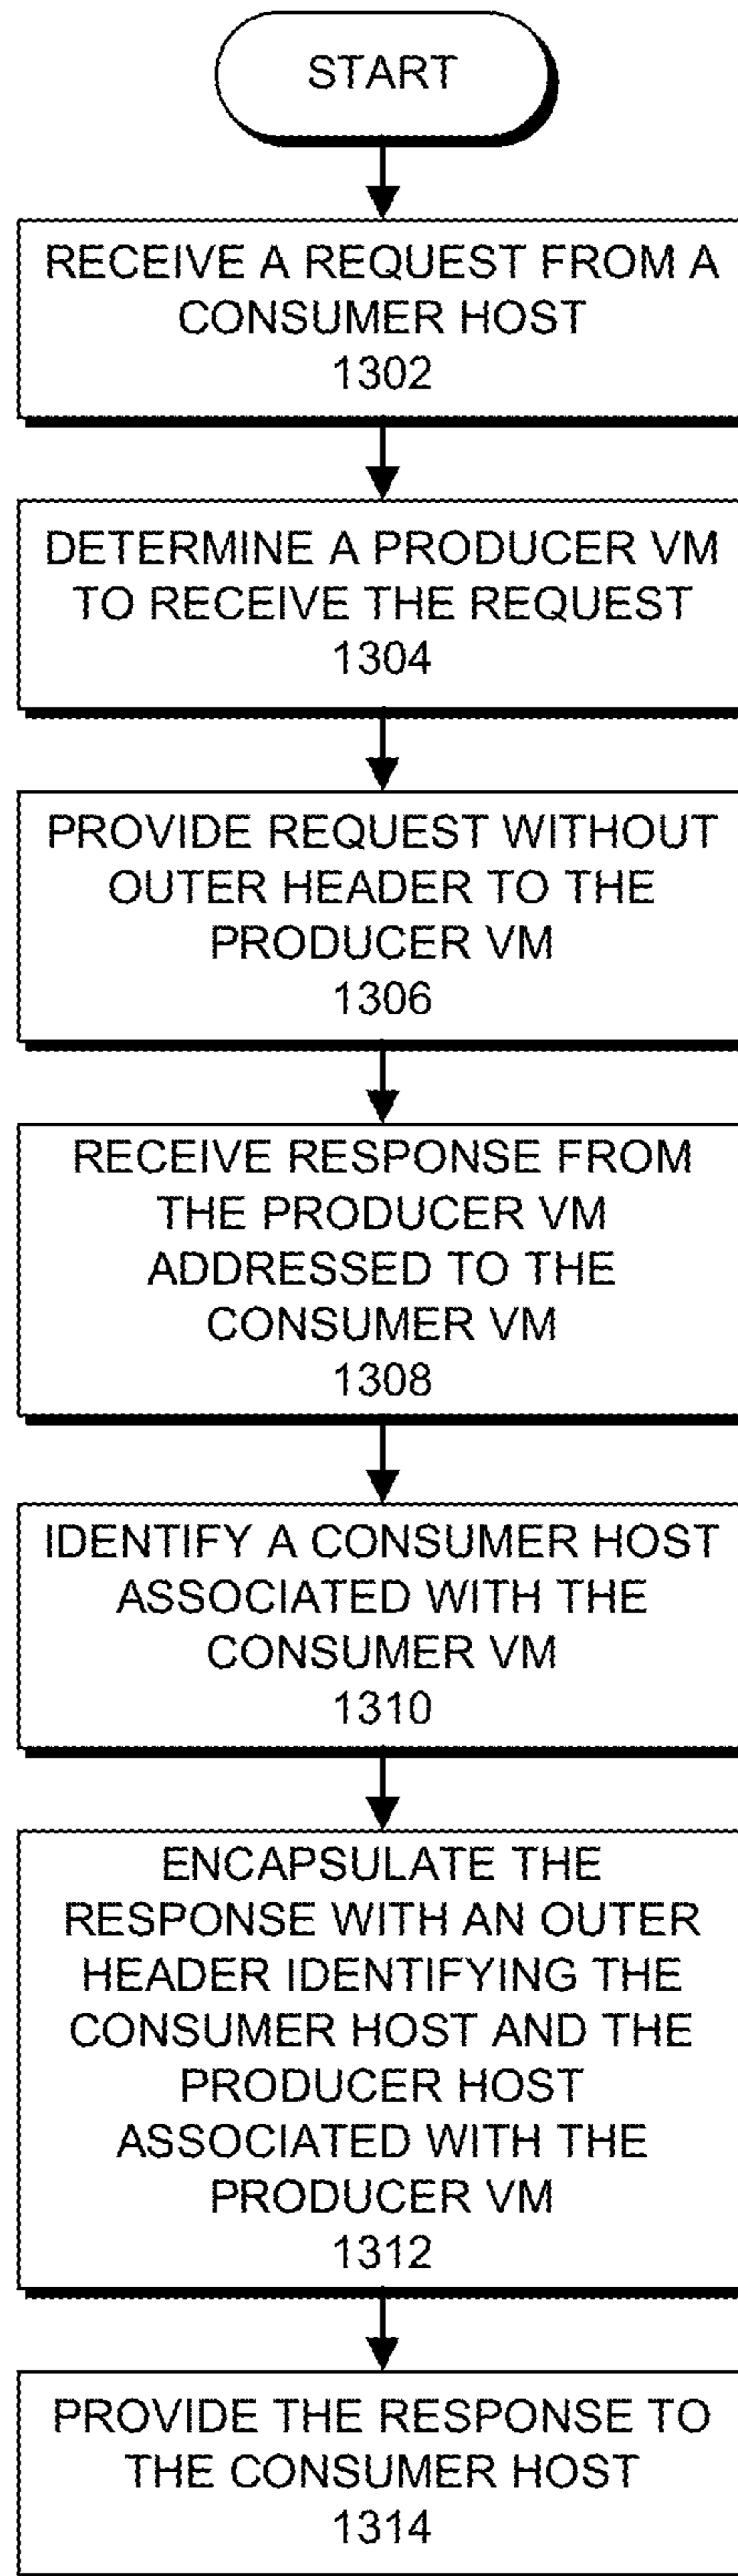 START
RECEIVE A REQUEST FROM A
CONSUMER HOST
1302
DETERMINE A PRODUCER VM
TO RECEIVE THE REQUEST
1304
PROVIDE REQUEST WITHOUT
OUTER HEADER TO THE
PRODUCER VM
1306
RECEIVE RESPONSE FROM
THE PRODUCER VM
ADDRESSED TO THE
CONSUMER VM
1308
IDENTIFY A CONSUMER HOST
ASSOCIATED WITH THE
CONSUMER VM
1310
ENCAPSULATE THE
RESPONSE WITH AN OUTER
HEADER IDENTIFYING THE
CONSUMER HOST AND THE
PRODUCER HOST
ASSOCIATED WITH THE
PRODUCER VM
1312
PROVIDE THE RESPONSE TO
THE CONSUMER HOST
1314